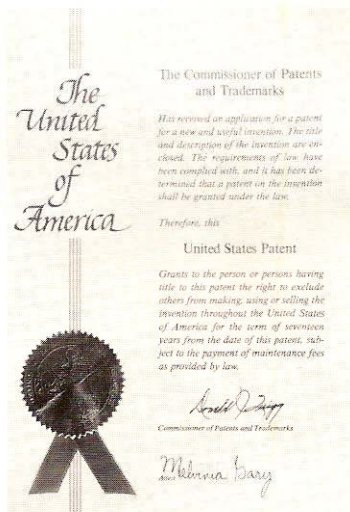 The
United
States
of
America
The Commissioner of Patents
and Trademarks
Has received an application for a patent
for a new and useful invention. The title
and description of the invention are en-
closed. The requirements of law have
been complied with, and it has been de-
termined that a patent on the invention
shall be granted under the law.
Therefore, this
United States Patent
Grants to the person or persons having
title to this patent the right to exclude
others from making, using or selling the
invention throughout the United States
of America for the term of seventeen
years from the date of this patent, sub-
ject to the payment of maintenance fees
as provided by law.
Commissioner of Patents and Trademarks
Melvinia Gary
Attest